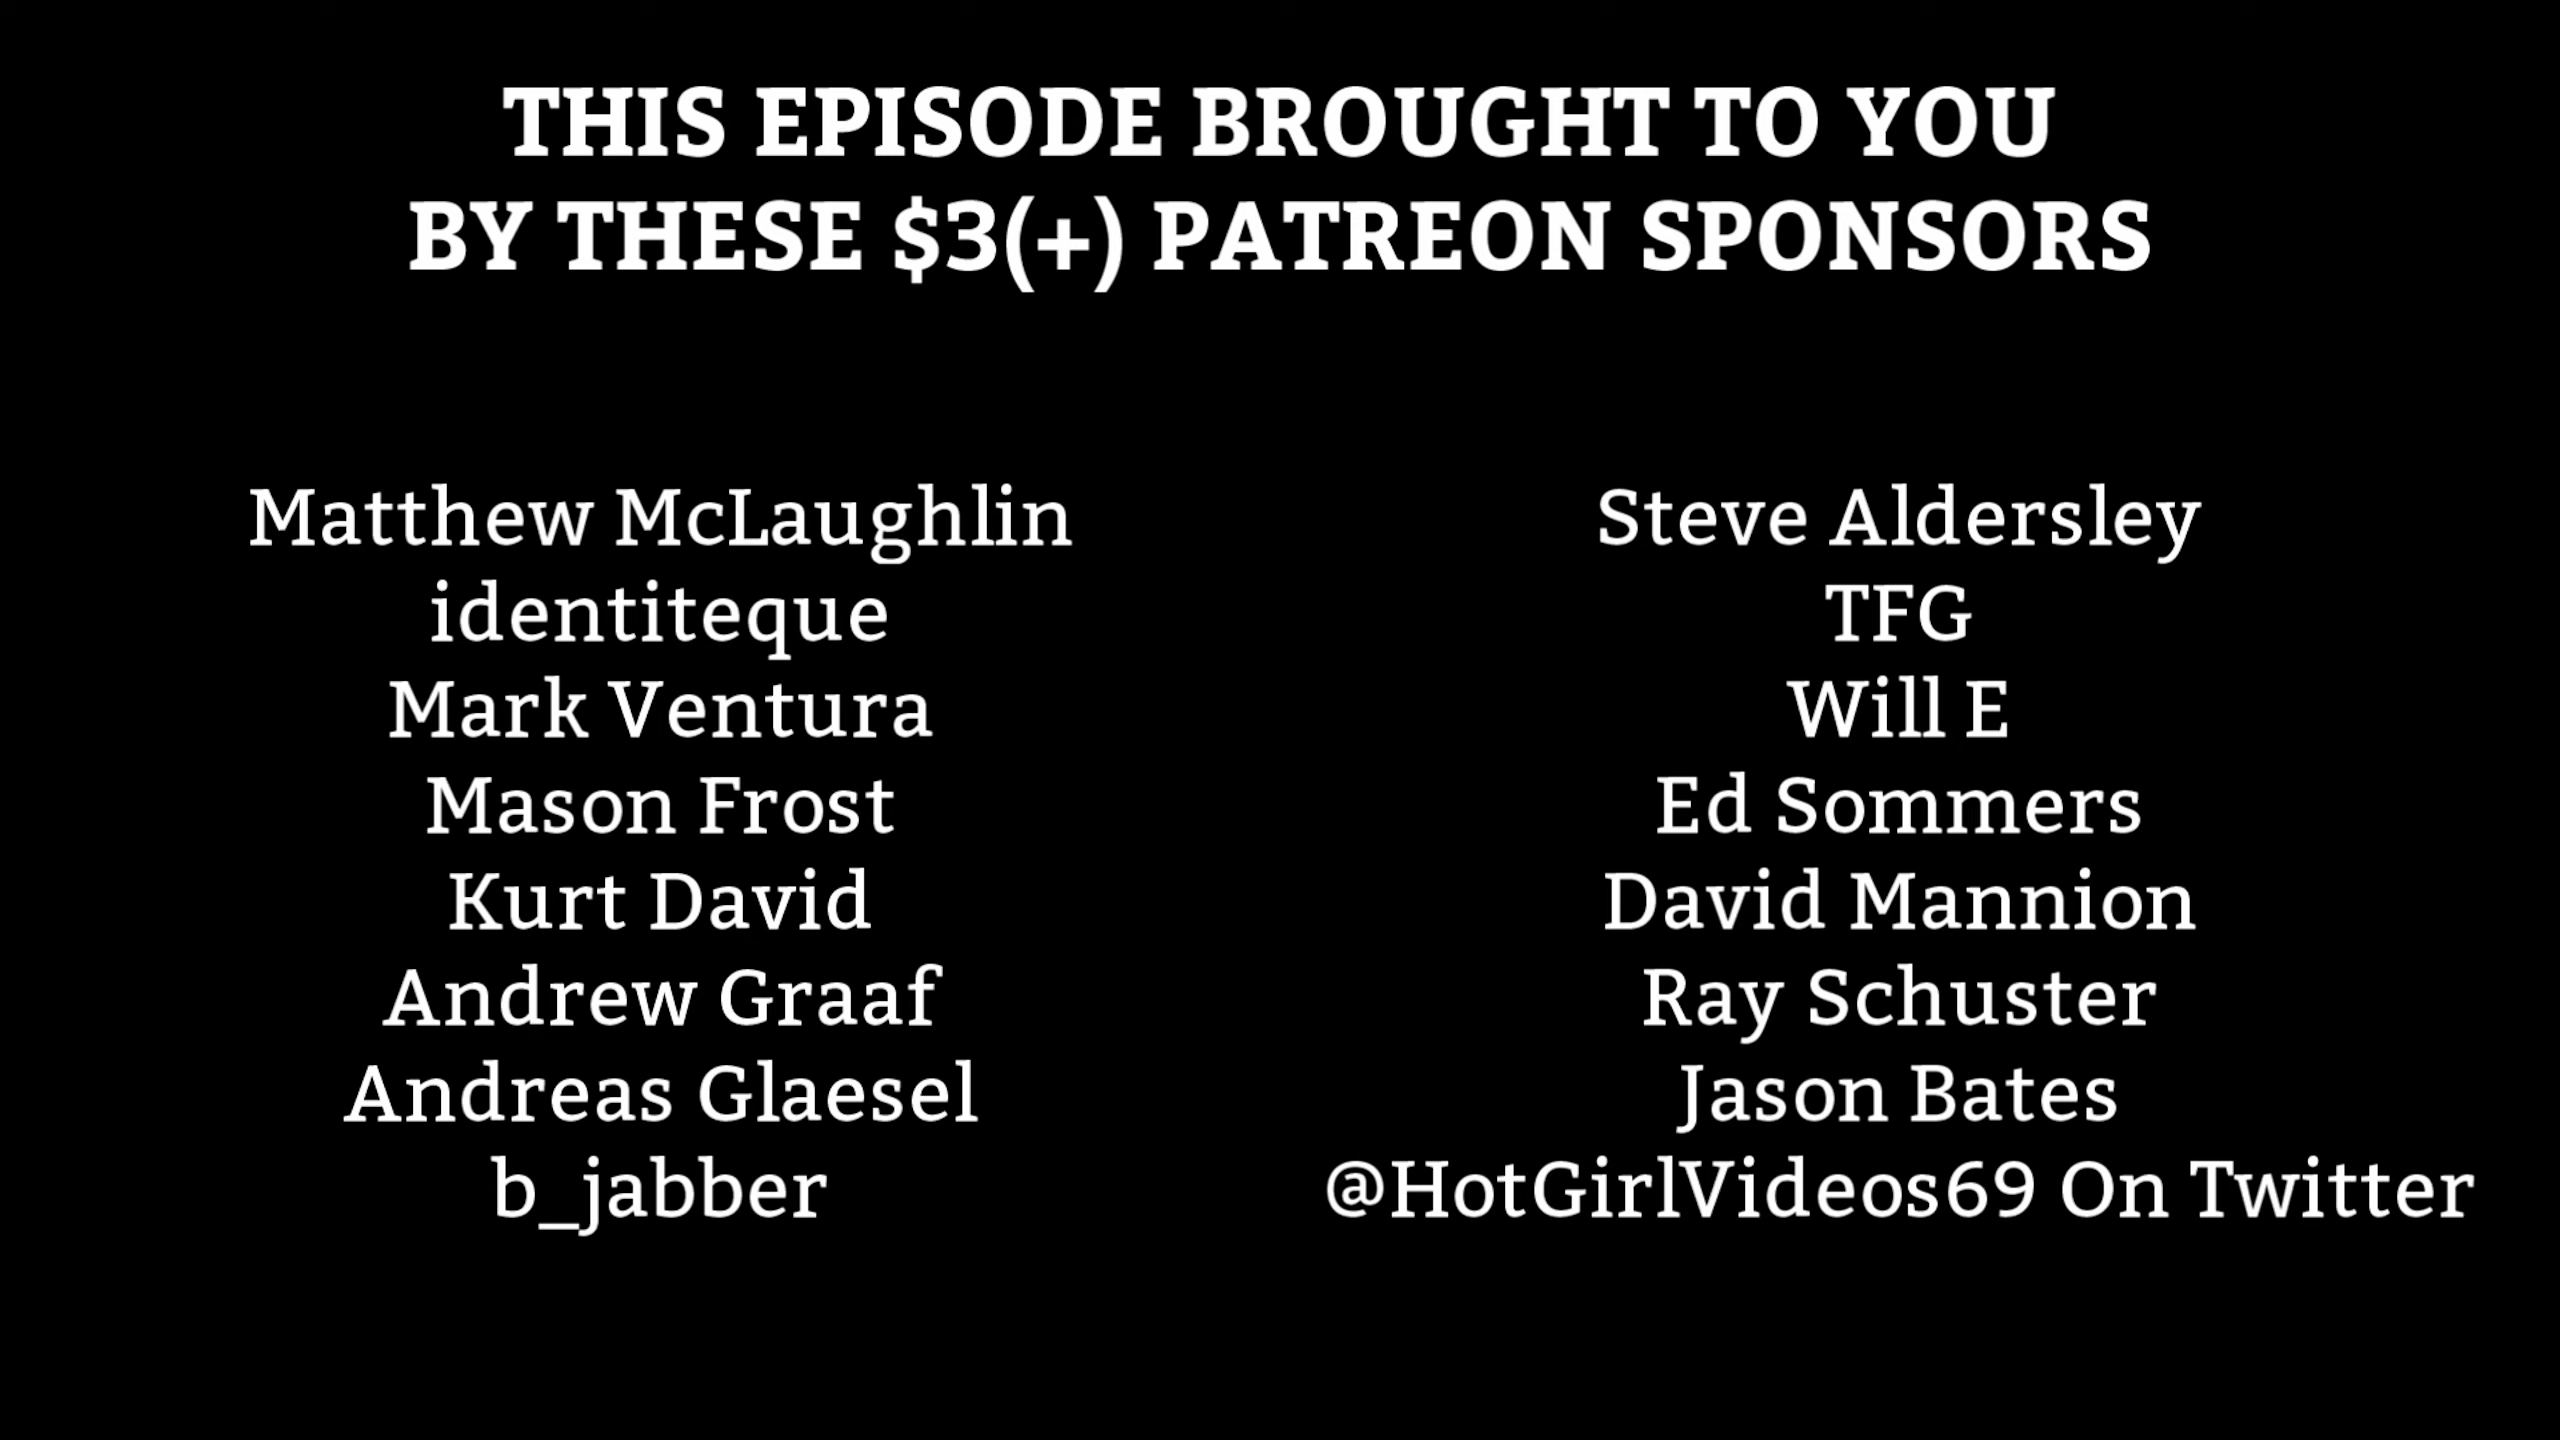 THIS EPISODE BROUGHT TO YOU
BY THESE $3(+) PATREON SPONSORS
Matthew McLaughlin
identiteque
Mark Ventura
Mason Frost
Kurt David
Andrew Graaf
Andreas Glaesel
b_jabber
Steve Aldersley
TFG
Will E
Ed Sommers
David Mannion
Ray Schuster
Jason Bates
@HotGirlVideos69 On Twitter